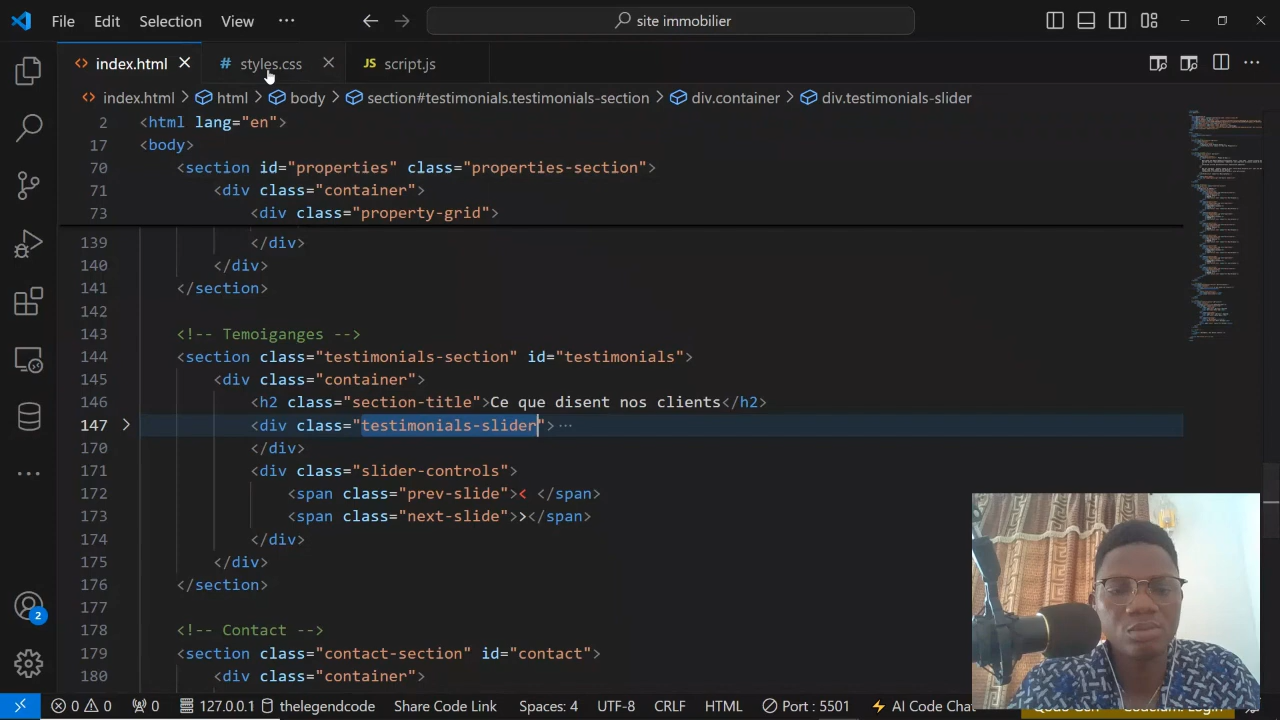 File Edit Selection View ··· site immobilier
index.html styles.css JS script.js
index.html > html > body > section#testimonials.testimonials-section > div.container > div.testimonials-slider
2 <html lang="en">
17 <body>
70 <section id="properties" class="properties-section">
71 <div class="container">
73 <div class="property-grid">
139 </div>
140 </div>
141 </section>
142
143 <!-- Temoiganges -->
144 <section class="testimonials-section" id="testimonials">
145 <div class="container">
146 <h2 class="section-title">Ce que disent nos clients</h2>
147 <div class="testimonials-slider">···
170 </div>
171 <div class="slider-controls">
172 <span class="prev-slide">< </span>
173 <span class="next-slide">></span>
174 </div>
175 </div>
176 </section>
177
178 <!-- Contact -->
179 <section class="contact-section" id="contact">
180 <div class="container">
2
0 0 0 127.0.0.1 thelegendcode Share Code Link Spaces: 4 UTF-8 CRLF HTML Port : 5501 AI Code Chat